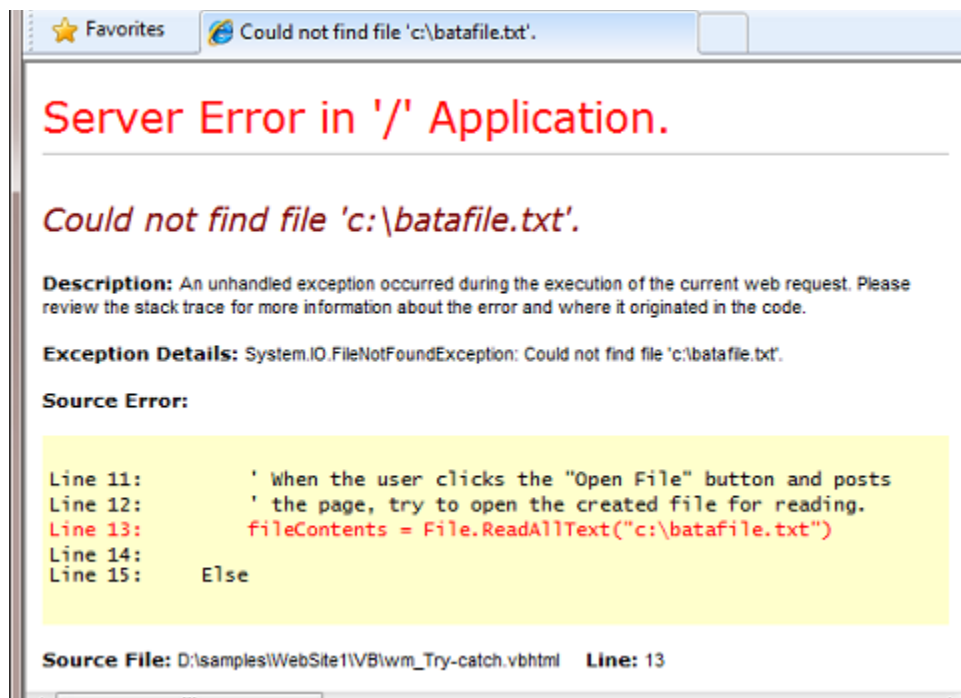 Favorites
Could not find file 'c:\batafile.txt'.
Server Error in '/' Application.
Could not find file 'c:\batafile.txt'.
Description: An unhandled exception occurred during the execution of the current web request. Please
review the stack trace for more information about the error and where it originated in the code.
Exception Details: System.IO.FileNotFoundException: Could not find file 'c:\batafile.txt'.
Source Error:
Line 11:         ' When the user clicks the "Open File" button and posts
Line 12:         ' the page, try to open the created file for reading.
Line 13:         fileContents = File.ReadAllText("c:\batafile.txt")
Line 14:
Line 15:     Else
Source File: D:\samples\WebSite1\VB\wm_Try-catch.vbhtml    Line: 13